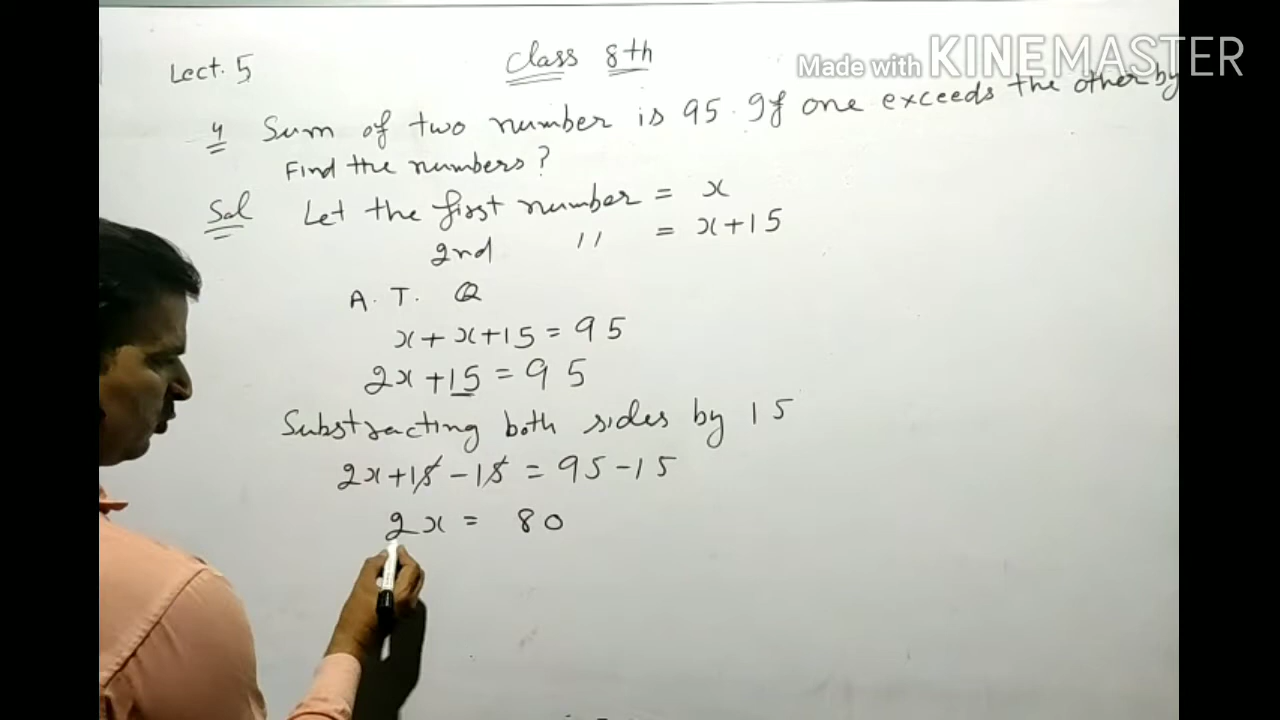 Made with KINEMASTER
Lect. 5
Class 8th
4 Sum of two number is 95. If one exceeds the other by
Find the numbers?
Sol Let the first number = x
2nd " = x+15
A. T. Q
x + x+15 = 95
2x +15 = 95
Substracting both sides by 15
2x+15 -15 = 95-15
2x = 80